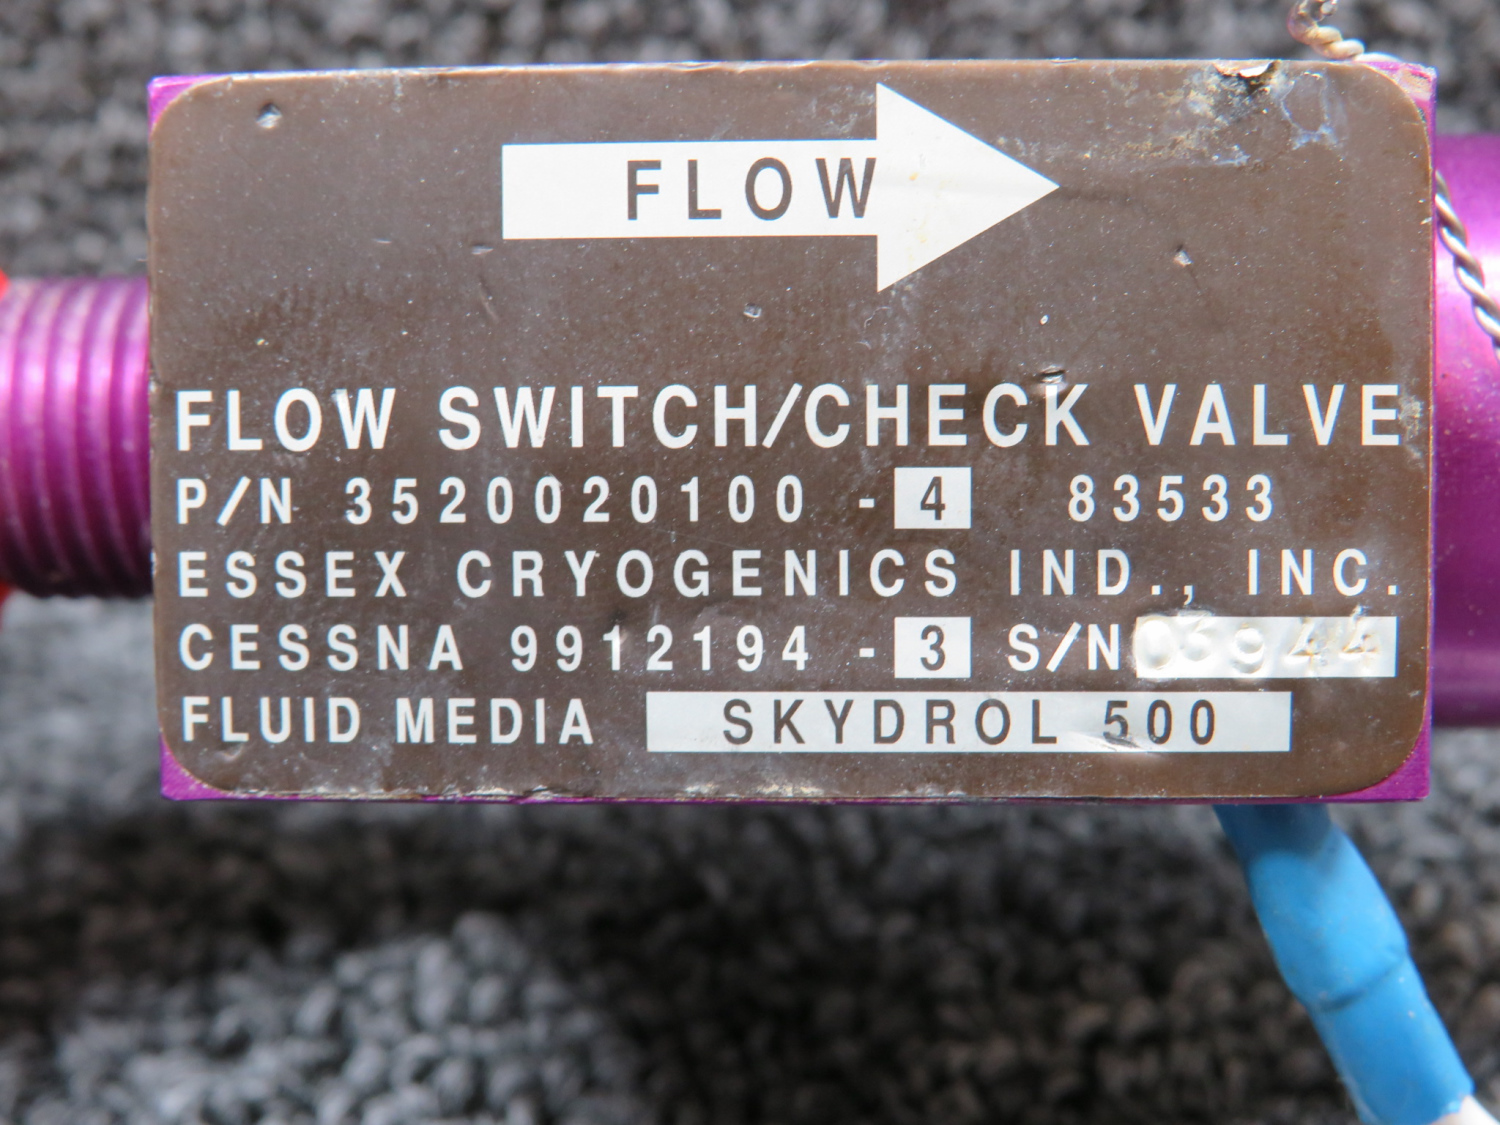 FLOW
FLOW SWITCH/CHECK VALVE
P/N 3520020100 - 4 83533
ESSEX CRYOGENICS IND., INC.
CESSNA 9912194 - 3 S/N 03944
FLUID MEDIA SKYDROL 500